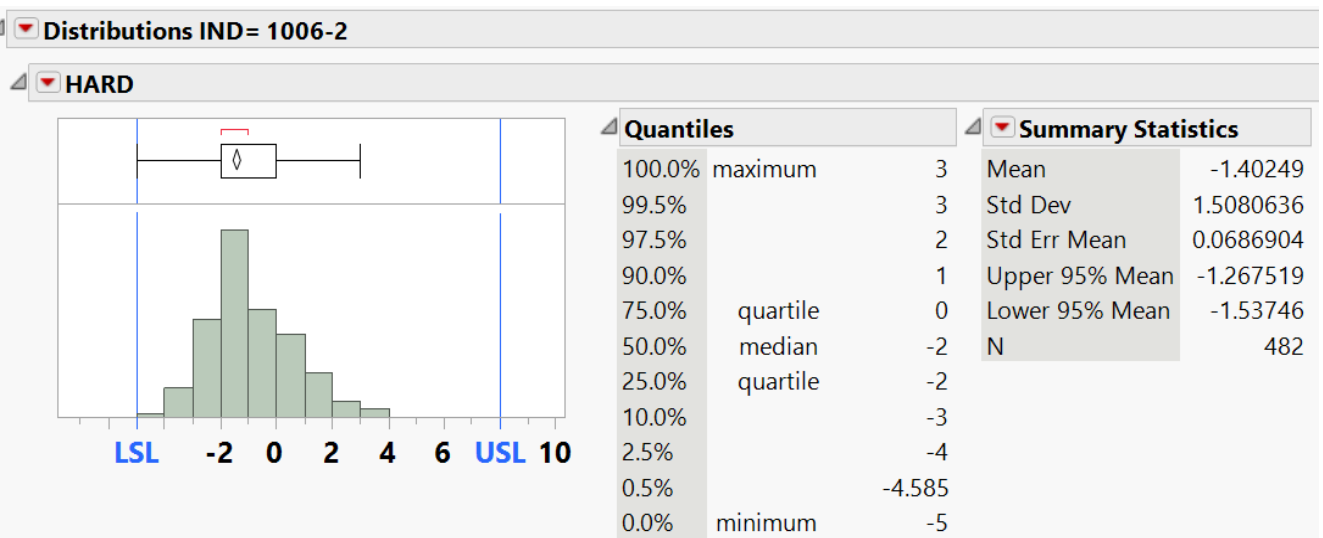 Distributions IND= 1006-2
HARD
LSL -2 0 2 4 6 USL 10
Quantiles
100.0% maximum 3
99.5% 3
97.5% 2
90.0% 1
75.0% quartile 0
50.0% median -2
25.0% quartile -2
10.0% -3
2.5% -4
0.5% -4.585
0.0% minimum -5
Summary Statistics
Mean -1.40249
Std Dev 1.5080636
Std Err Mean 0.0686904
Upper 95% Mean -1.267519
Lower 95% Mean -1.53746
N 482